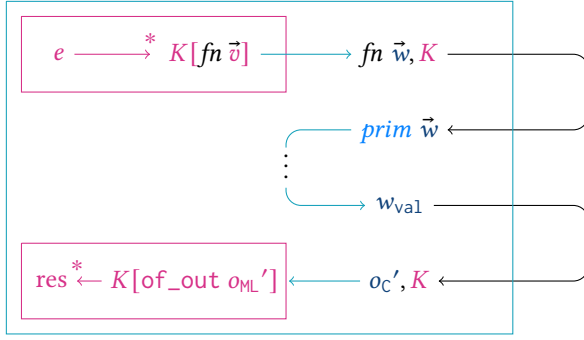 e →* K[fn v⃗] → fn w⃗, K
prim w⃗
⋮
w_val
res *← K[of_out o_ML′] ← o_C′, K